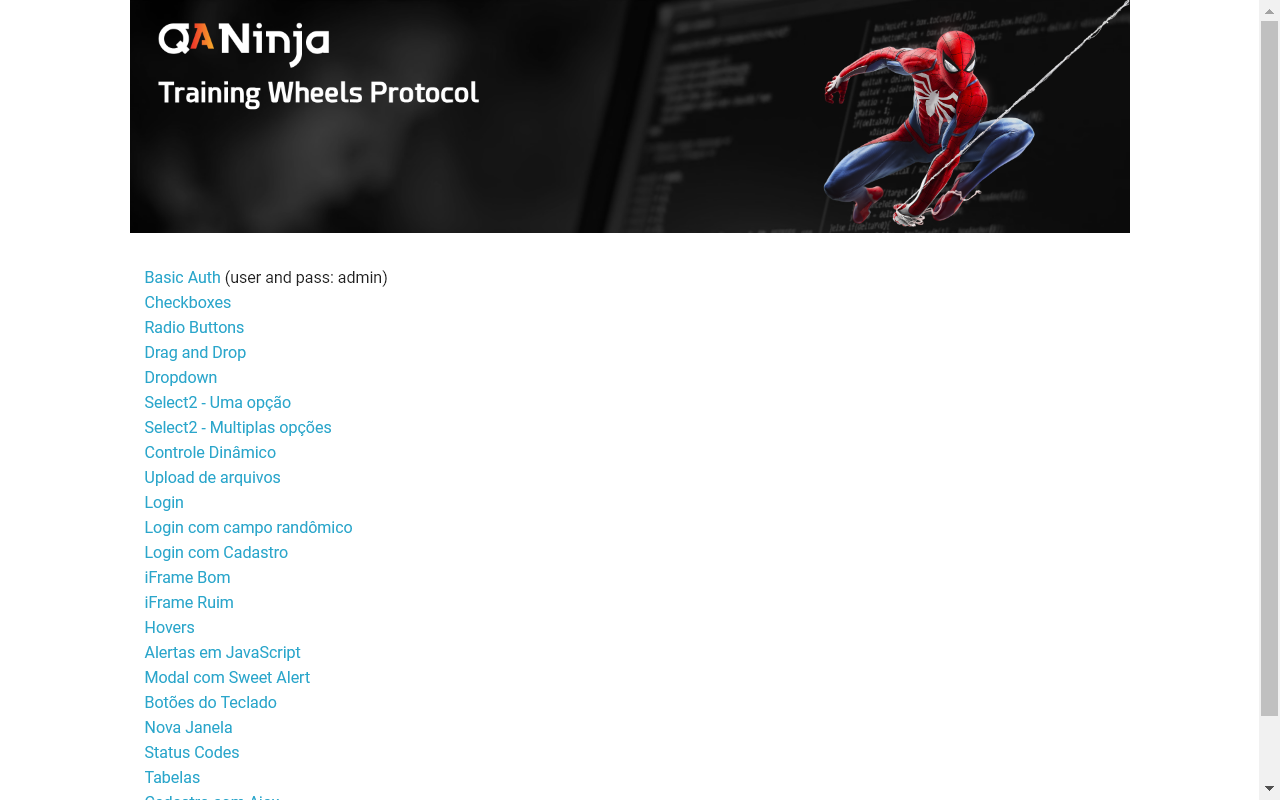 QANinja
Training Wheels Protocol
Basic Auth (user and pass: admin)
Checkboxes
Radio Buttons
Drag and Drop
Dropdown
Select2 - Uma opção
Select2 - Multiplas opções
Controle Dinâmico
Upload de arquivos
Login
Login com campo randômico
Login com Cadastro
iFrame Bom
iFrame Ruim
Hovers
Alertas em JavaScript
Modal com Sweet Alert
Botões do Teclado
Nova Janela
Status Codes
Tabelas